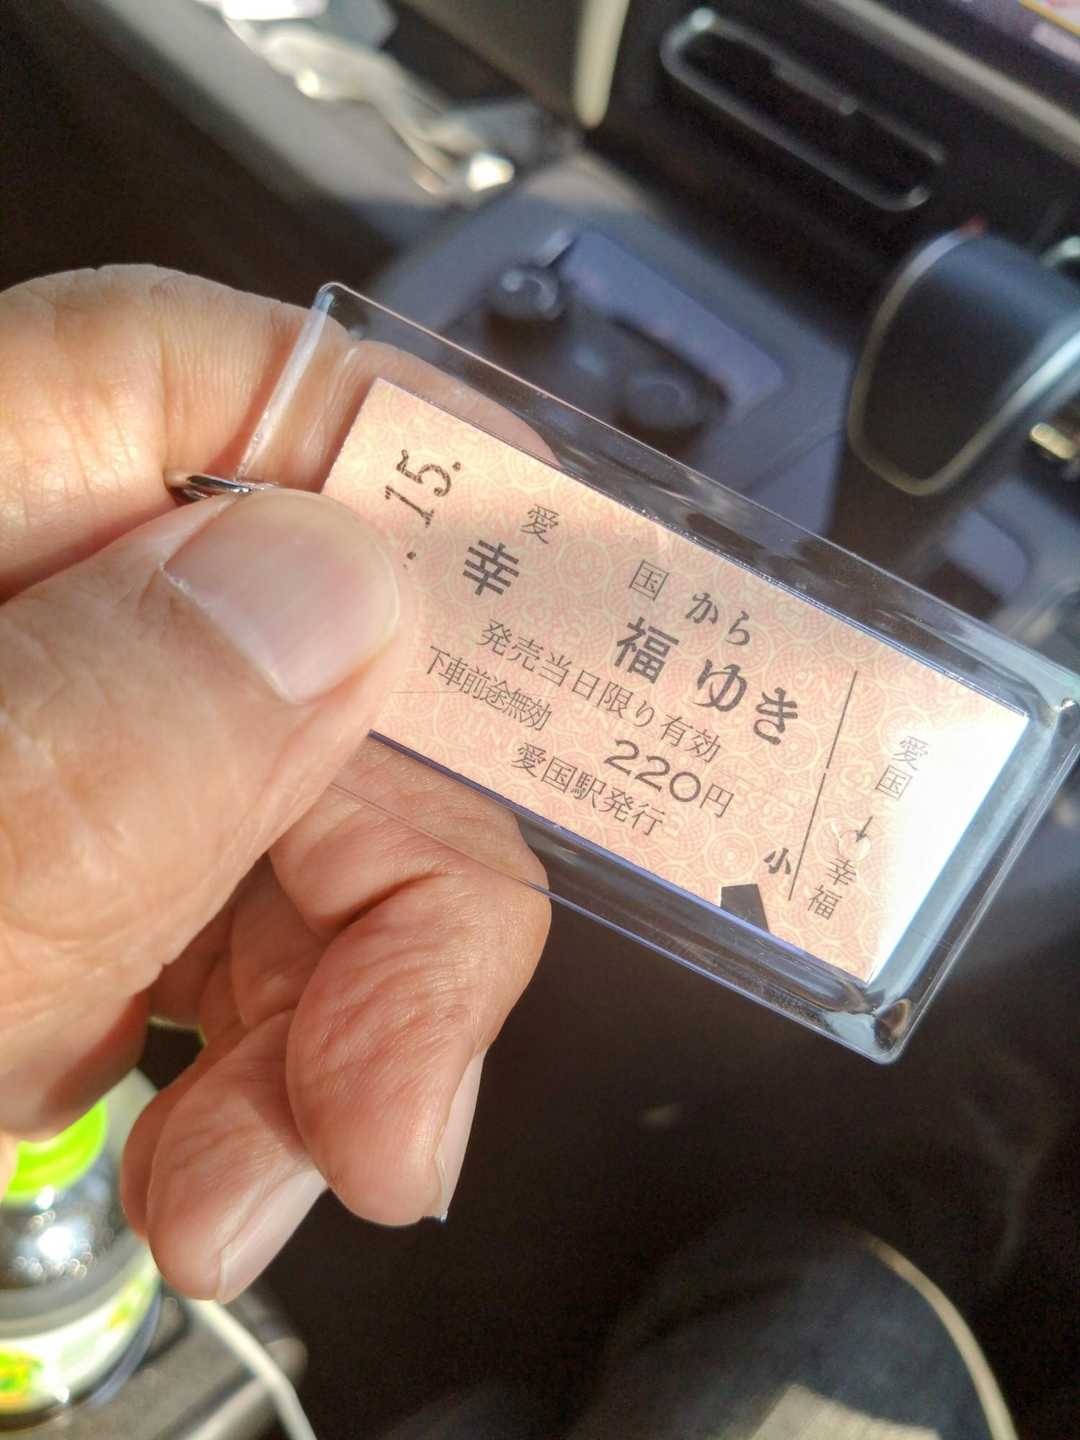 . 15.
愛国から
幸福ゆき
発売当日限り有効
下車前途無効
220円
愛国駅発行
小
愛国
↓
幸福